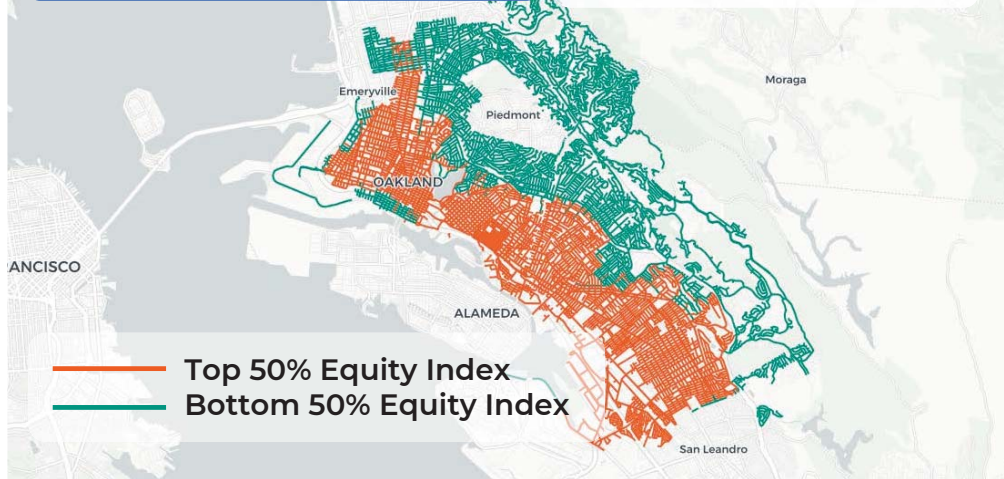 Moraga
Emeryville
Piedmont
OAKLAND
ANCISCO
ALAMEDA
Top 50% Equity Index
Bottom 50% Equity Index
San Leandro